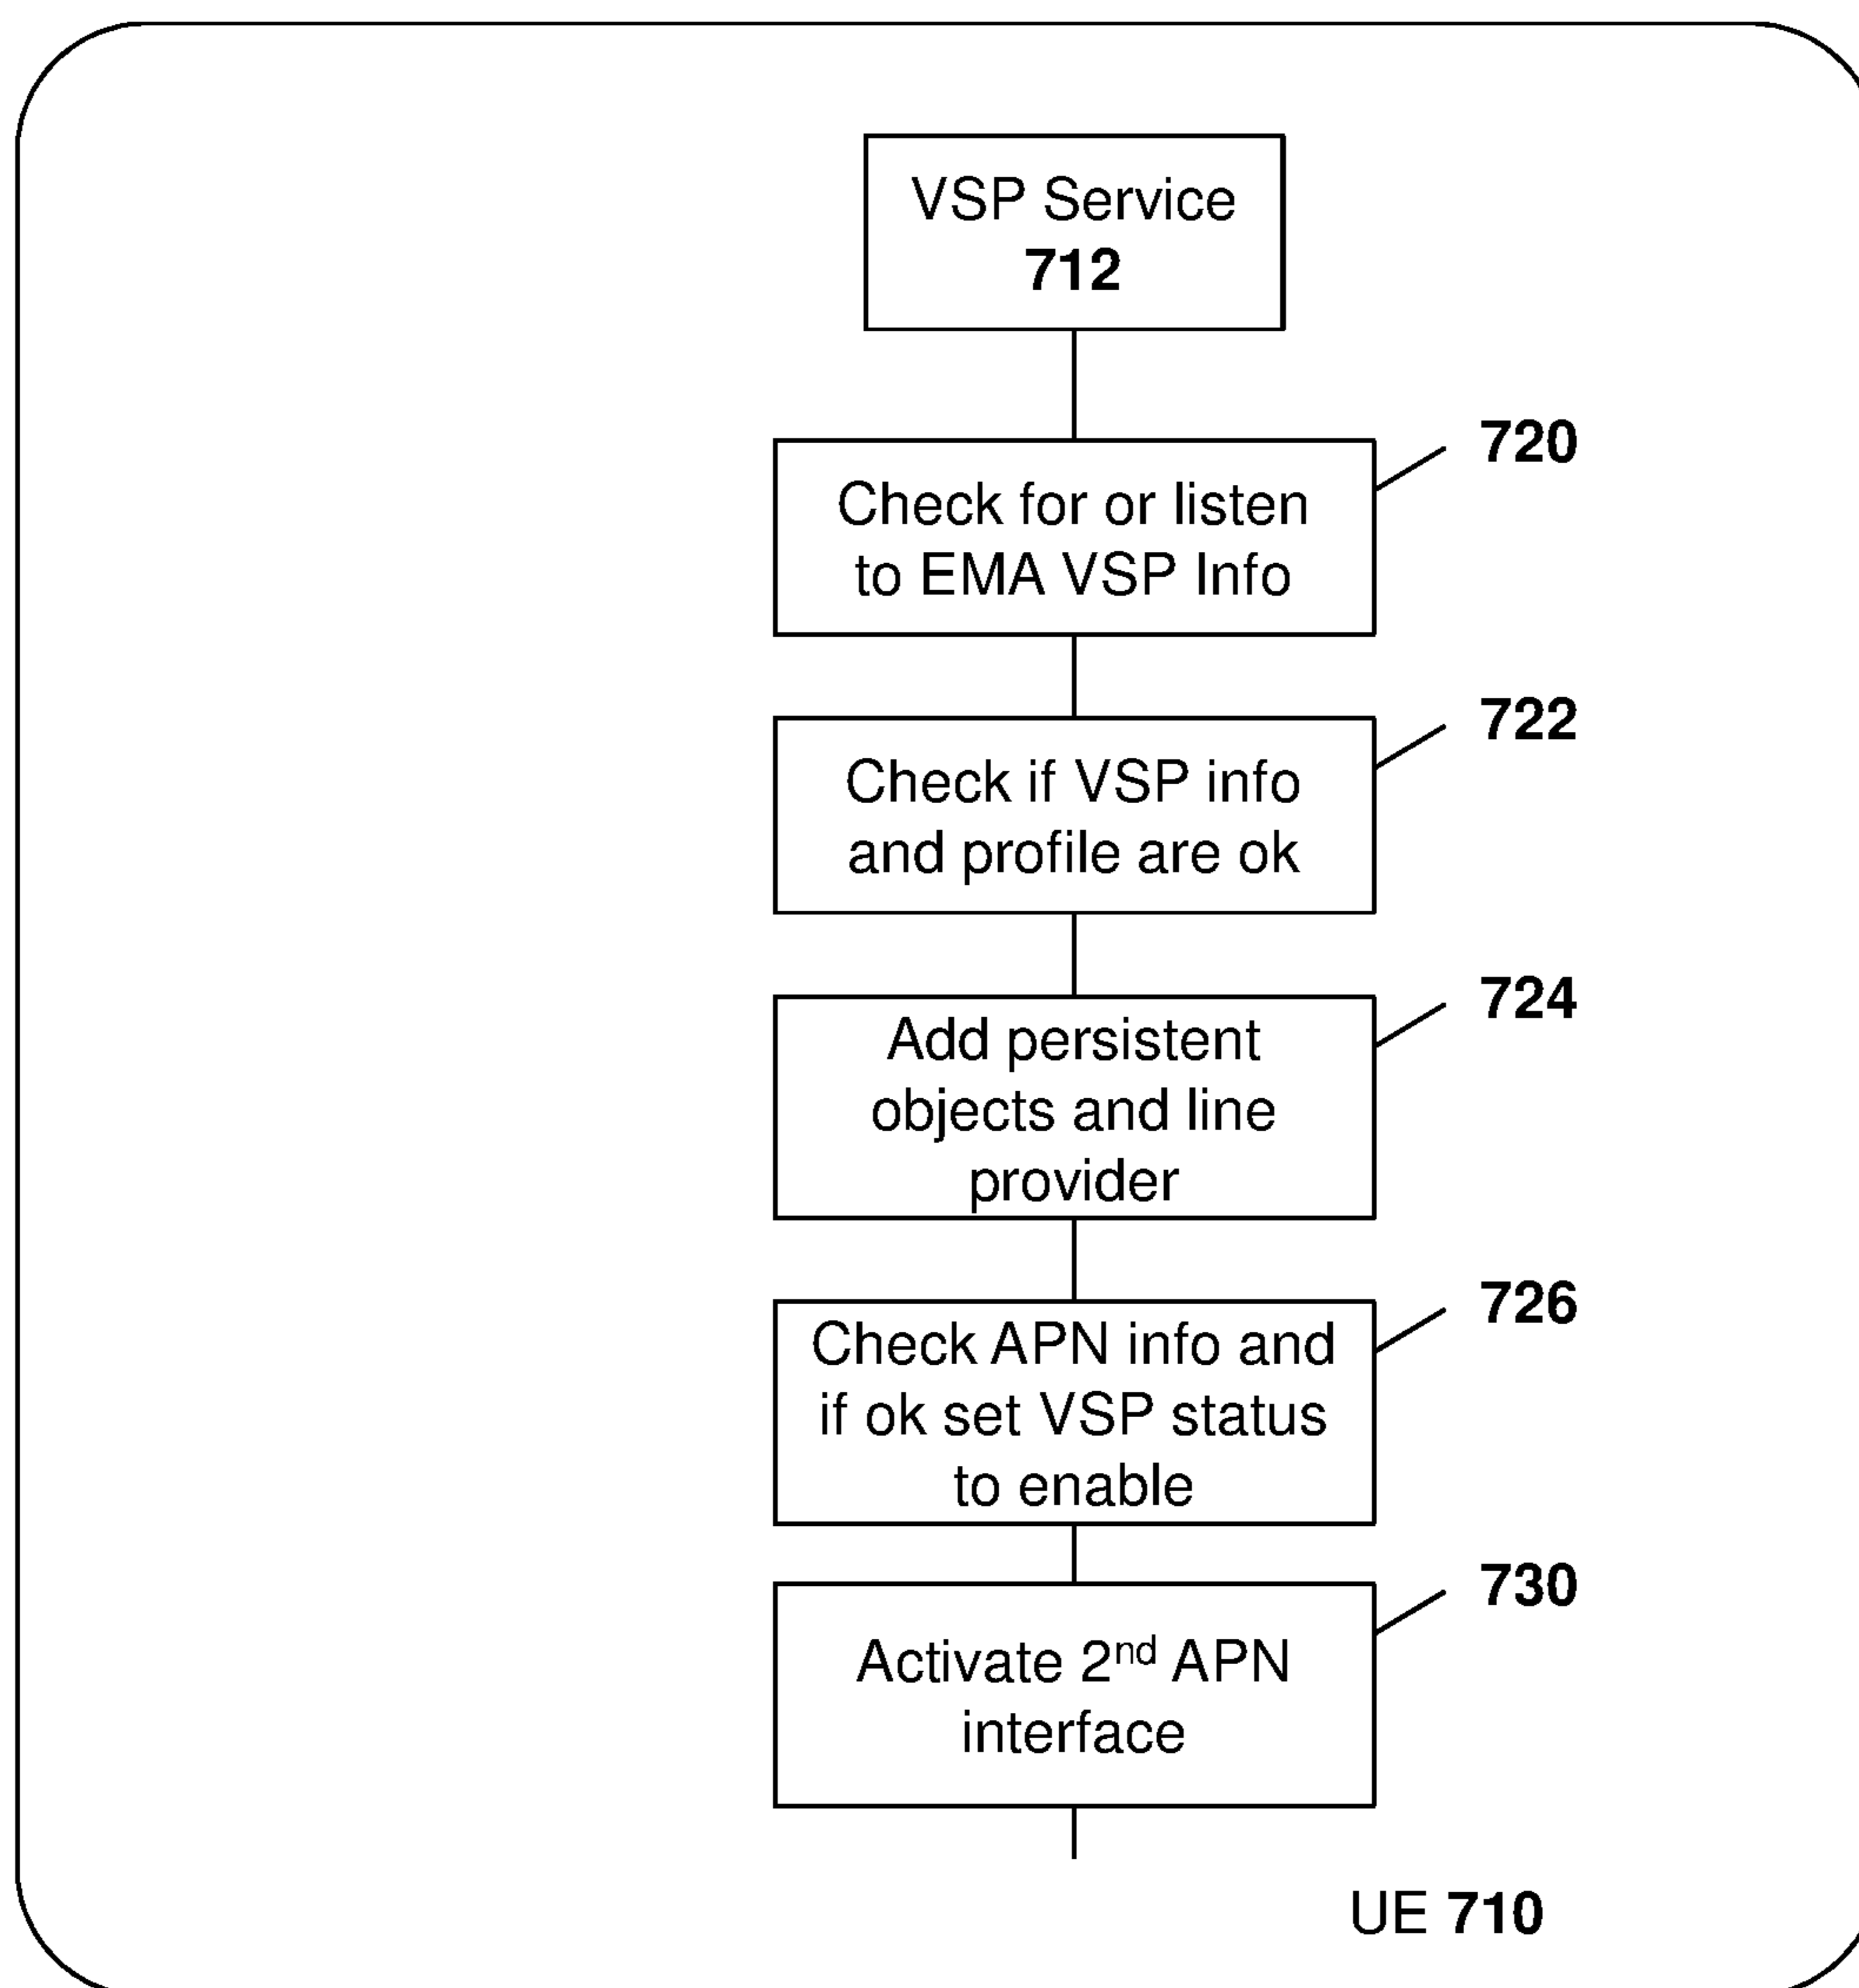 VSP Service
712
720
Check for or listen
to EMA VSP Info
722
Check if VSP info
and profile are ok
724
Add persistent
objects and line
provider
726
Check APN info and
if ok set VSP status
to enable
730
Activate 2nd APN
interface
UE 710